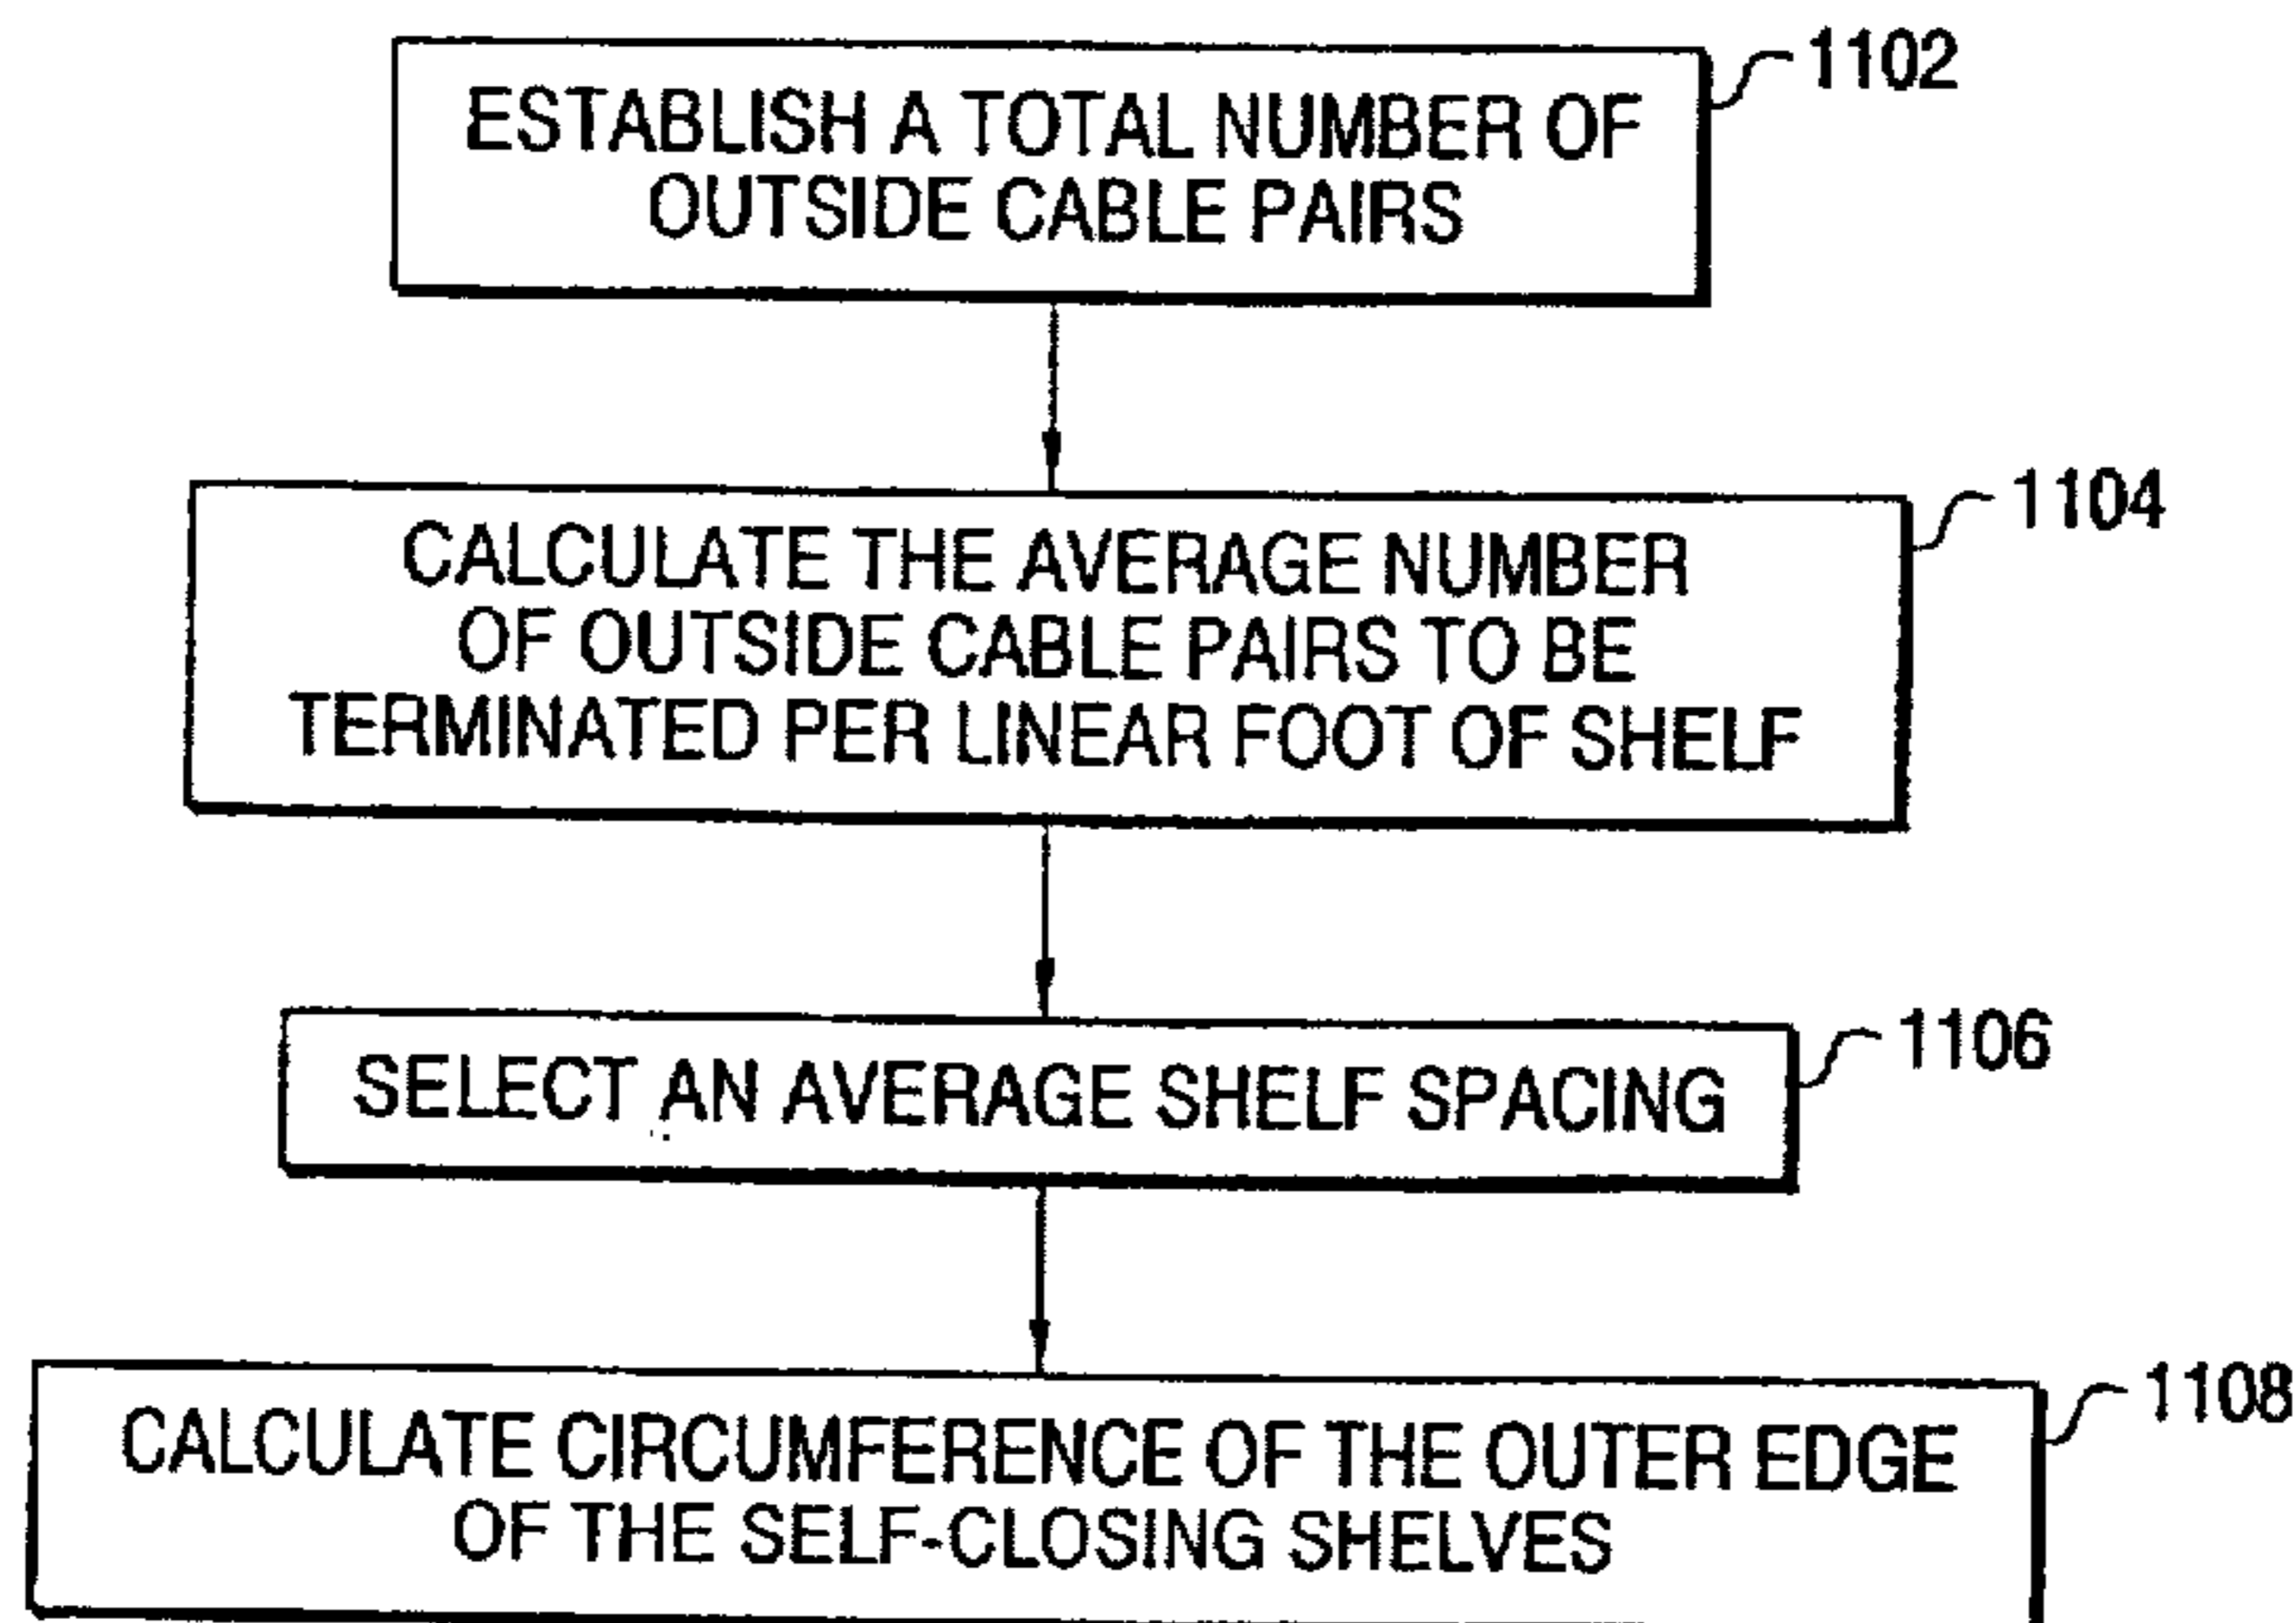 1102
ESTABLISH A TOTAL NUMBER OF
OUTSIDE CABLE PAIRS
1104
CALCULATE THE AVERAGE NUMBER
OF OUTSIDE CABLE PAIRS TO BE
TERMINATED PER LINEAR FOOT OF SHELF
1106
SELECT AN AVERAGE SHELF SPACING
1108
CALCULATE CIRCUMFERENCE OF THE OUTER EDGE
OF THE SELF-CLOSING SHELVES